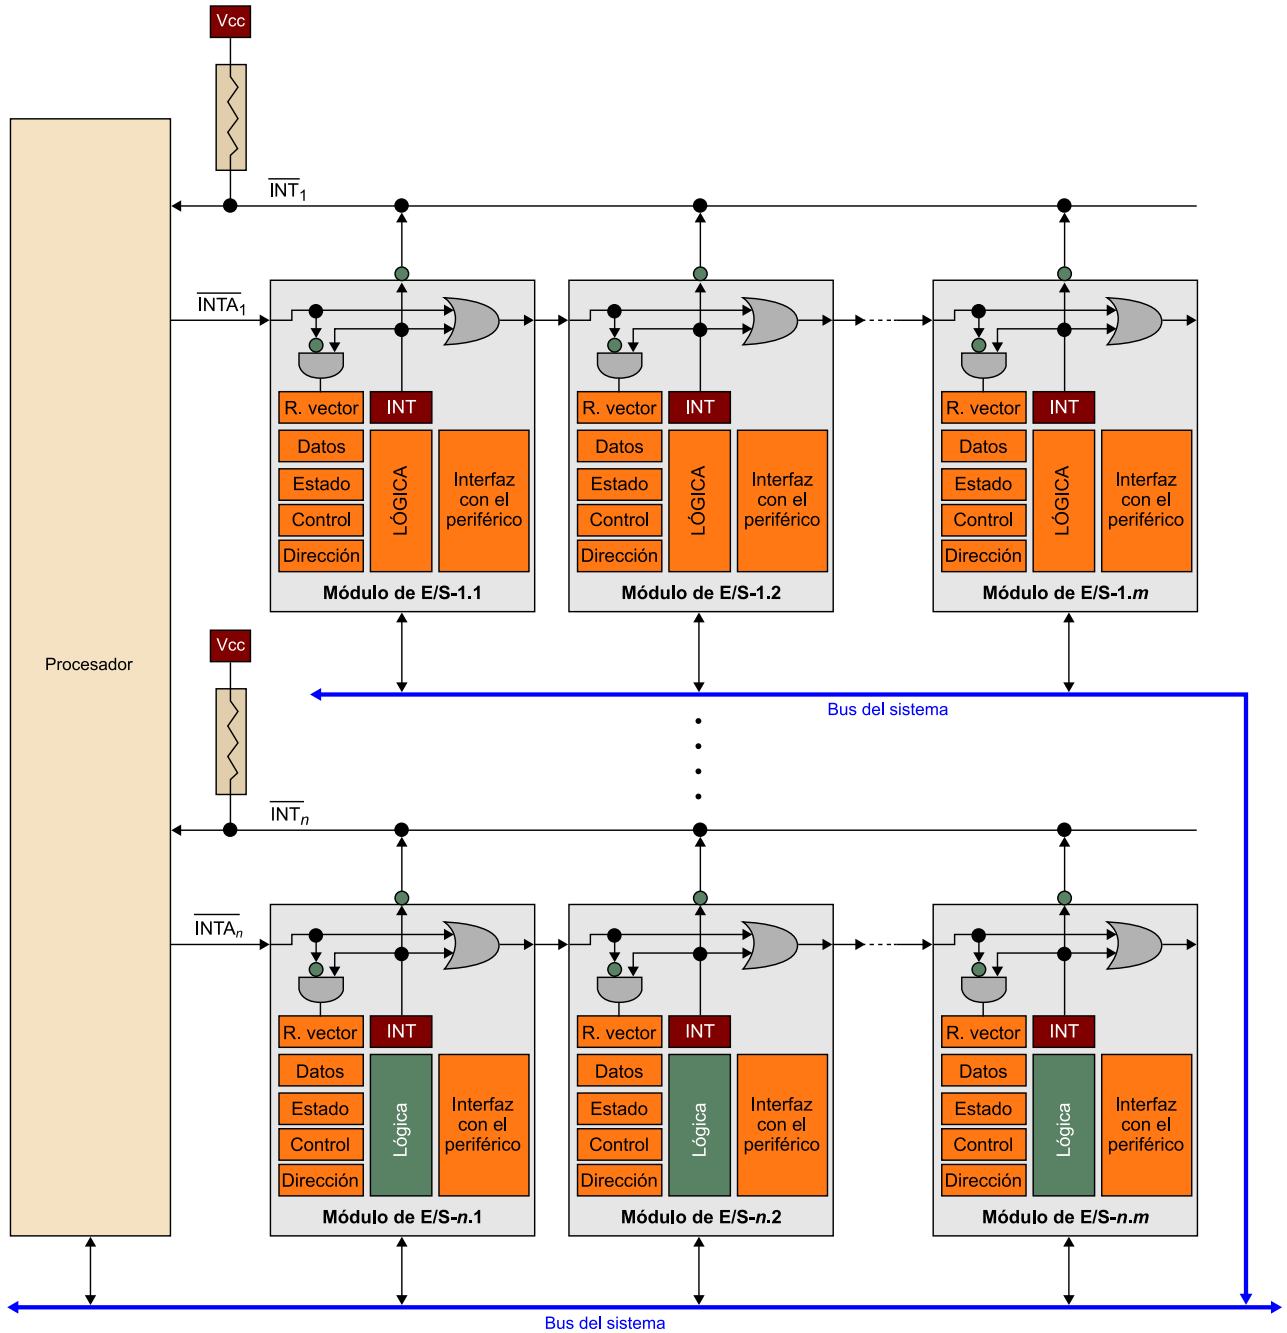 Vcc
INT1
INTA1
R. vector
INT
Datos
Estado
Control
Dirección
LÓGICA
Interfaz
con el
periférico
Módulo de E/S-1.1
R. vector
INT
Datos
Estado
Control
Dirección
LÓGICA
Interfaz
con el
periférico
Módulo de E/S-1.2
R. vector
INT
Datos
Estado
Control
Dirección
LÓGICA
Interfaz
con el
periférico
Módulo de E/S-1.m
Procesador
Vcc
Bus del sistema
INTn
INTAn
R. vector
INT
Datos
Estado
Control
Dirección
Lógica
Interfaz
con el
periférico
Módulo de E/S-n.1
R. vector
INT
Datos
Estado
Control
Dirección
Lógica
Interfaz
con el
periférico
Módulo de E/S-n.2
R. vector
INT
Datos
Estado
Control
Dirección
Lógica
Interfaz
con el
periférico
Módulo de E/S-n.m
Bus del sistema